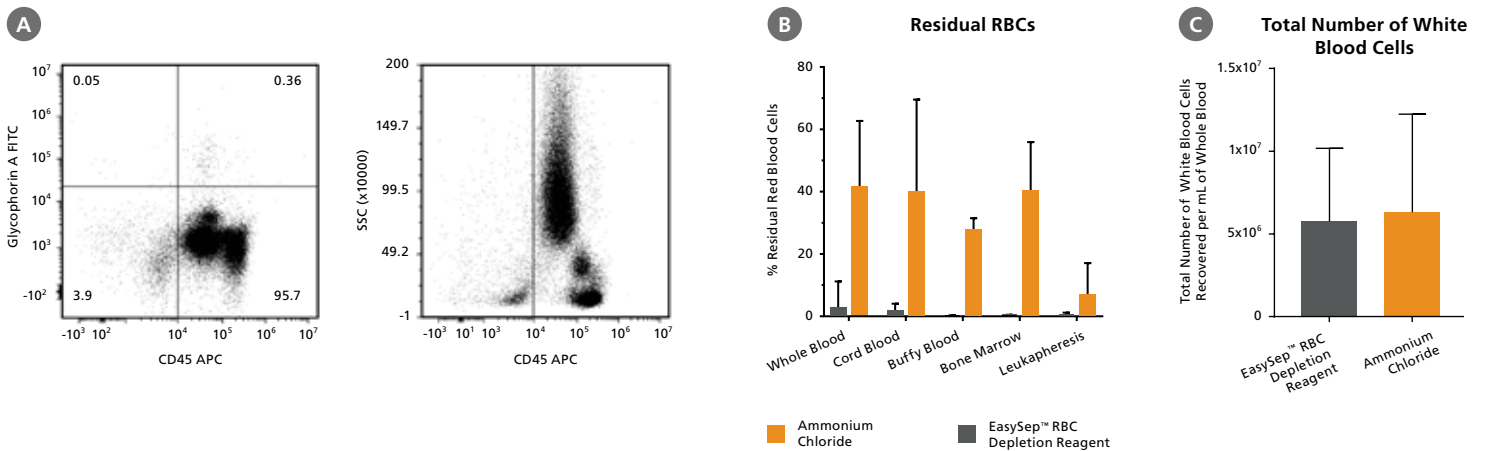 A
10⁷
10⁶
10⁵
10⁴
10³
-10²
Glycophorin A FITC
0.05
0.36
3.9
95.7
-10³ 10² 10⁴ 10⁵ 10⁶ 10⁷
CD45 APC
200
149.7
99.5
49.2
-1
SSC (x10000)
-10³ 10¹ 10³ 10⁴ 10⁵ 10⁶ 10⁷
CD45 APC
B
Residual RBCs
80
60
40
20
0
% Residual Red Blood Cells
Whole Blood
Cord Blood
Buffy Blood
Bone Marrow
Leukapheresis
Ammonium
Chloride
EasySep™ RBC
Depletion Reagent
C
Total Number of White
Blood Cells
1.5x10⁷
1x10⁷
5x10⁶
0
Total Number of White Blood Cells
Recovered per mL of Whole Blood
EasySep™ RBC
Depletion
Reagent
Ammonium
Chloride